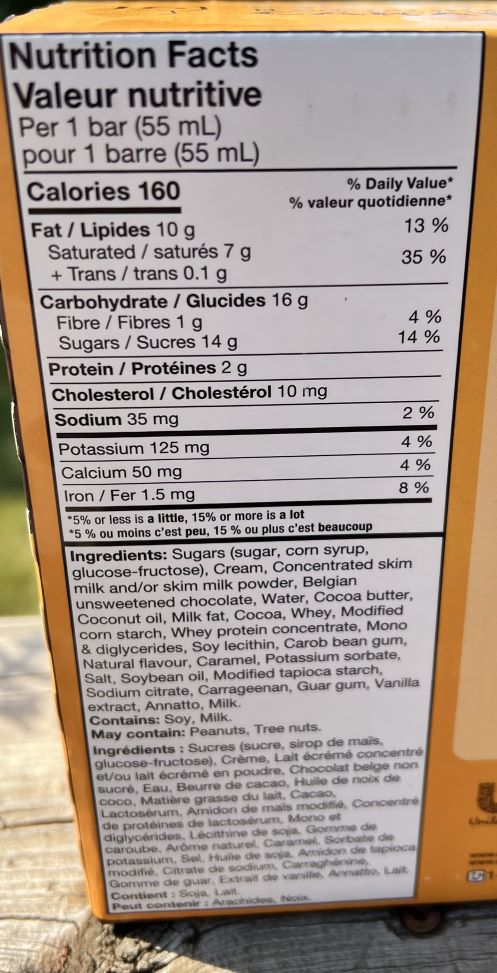 Nutrition Facts
Valeur nutritive
Per 1 bar (55 mL)
pour 1 barre (55 mL)
Calories 160
% Daily Value*
% valeur quotidienne*
Fat / Lipides 10 g 13 %
Saturated / saturés 7 g
+ Trans / trans 0.1 g 35 %
Carbohydrate / Glucides 16 g
Fibre / Fibres 1 g 4 %
Sugars / Sucres 14 g 14 %
Protein / Protéines 2 g
Cholesterol / Cholestérol 10 mg
Sodium 35 mg 2 %
Potassium 125 mg 4 %
Calcium 50 mg 4 %
Iron / Fer 1.5 mg 8 %
*5% or less is a little, 15% or more is a lot
*5 % ou moins c'est peu, 15 % ou plus c'est beaucoup
Ingredients: Sugars (sugar, corn syrup,
glucose-fructose), Cream, Concentrated skim
milk and/or skim milk powder, Belgian
unsweetened chocolate, Water, Cocoa butter,
Coconut oil, Milk fat, Cocoa, Whey, Modified
corn starch, Whey protein concentrate, Mono
& diglycerides, Soy lecithin, Carob bean gum,
Natural flavour, Caramel, Potassium sorbate,
Salt, Soybean oil, Modified tapioca starch,
Sodium citrate, Carrageenan, Guar gum, Vanilla
extract, Annatto, Milk.
Contains: Soy, Milk.
May contain: Peanuts, Tree nuts.
Ingrédients : Sucres (sucre, sirop de maïs,
glucose-fructose), Crème, Lait écrémé concentré
et/ou lait écrémé en poudre, Chocolat belge non
sucré, Eau, Beurre de cacao, Huile de noix de
coco, Matière grasse du lait, Cacao,
Lactosérum, Amidon de maïs modifié, Concentré
de protéines de lactosérum, Mono et
diglycérides, Lécithine de soja, Gomme de
caroube, Arôme naturel, Caramel, Sorbate de
potassium, Sel, Huile de soja, Amidon de tapioca
modifié, Citrate de sodium, Carraghénine,
Gomme de guar, Extrait de vanille, Annatto, Lait.
Contient : Soja, Lait.
Peut contenir : Arachides, Noix.